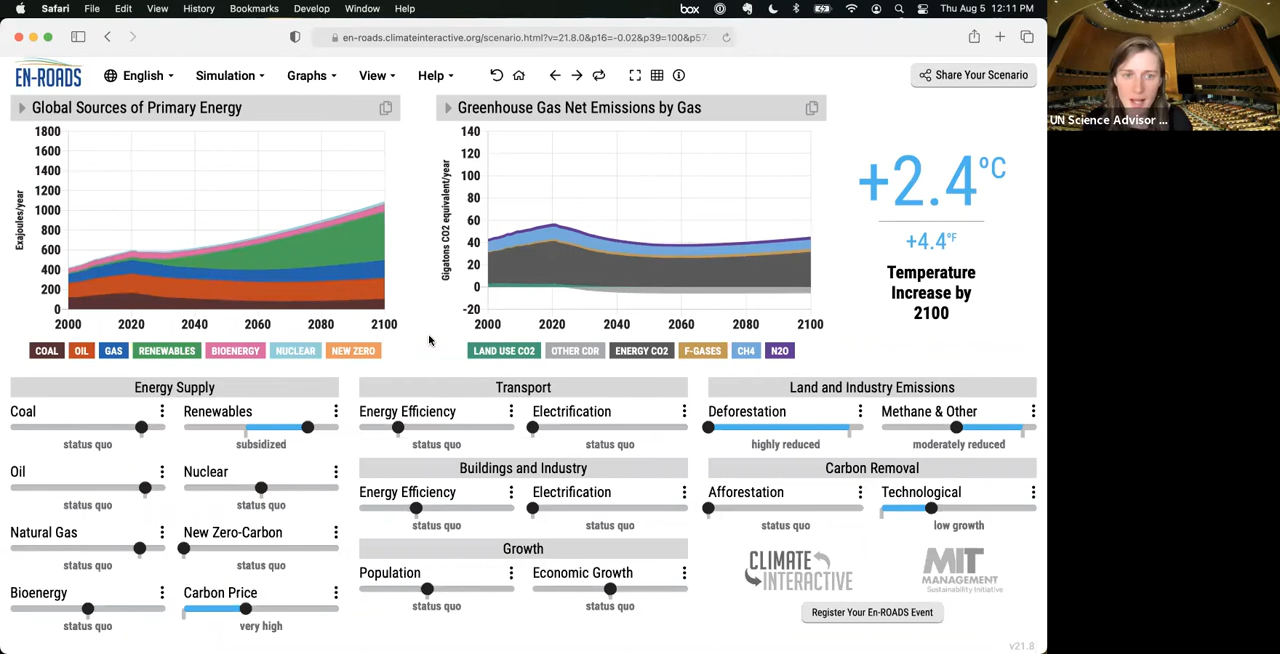 Safari File Edit View History Bookmarks Develop Window Help
box Thu Aug 5 12:11 PM
en-roads.climateinteractive.org/scenario.html?v=21.8.0&p16=-0.02&p39=100&p57-
EN-ROADS English Simulation Graphs View Help Share Your Scenario
UN Science Advisor ...
Global Sources of Primary Energy
Exajoules/year
1800
1600
1400
1200
1000
800
600
400
200
0
2000 2020 2040 2060 2080 2100
COAL OIL GAS RENEWABLES BIOENERGY NUCLEAR NEW ZERO
Greenhouse Gas Net Emissions by Gas
Gigatons CO2 equivalent/year
140
120
100
80
60
40
20
0
-20
2000 2020 2040 2060 2080 2100
LAND USE CO2 OTHER CDR ENERGY CO2 F-GASES CH4 N2O
+2.4°C
+4.4°F
Temperature
Increase by
2100
Energy Supply
Coal Renewables
status quo subsidized
Oil Nuclear
status quo status quo
Natural Gas New Zero-Carbon
status quo status quo
Bioenergy Carbon Price
status quo very high
Transport
Energy Efficiency Electrification
status quo status quo
Buildings and Industry
Energy Efficiency Electrification
status quo status quo
Growth
Population Economic Growth
status quo status quo
Land and Industry Emissions
Deforestation Methane & Other
highly reduced moderately reduced
Carbon Removal
Afforestation Technological
status quo low growth
CLIMATE
INTERACTIVE
MIT
MANAGEMENT
Sustainability Initiative
Register Your En-ROADS Event
v21.8